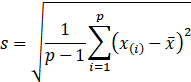 s = √(1/(p−1) ∑_{i=1}^{p} (x_{(i)} − x̄)²)